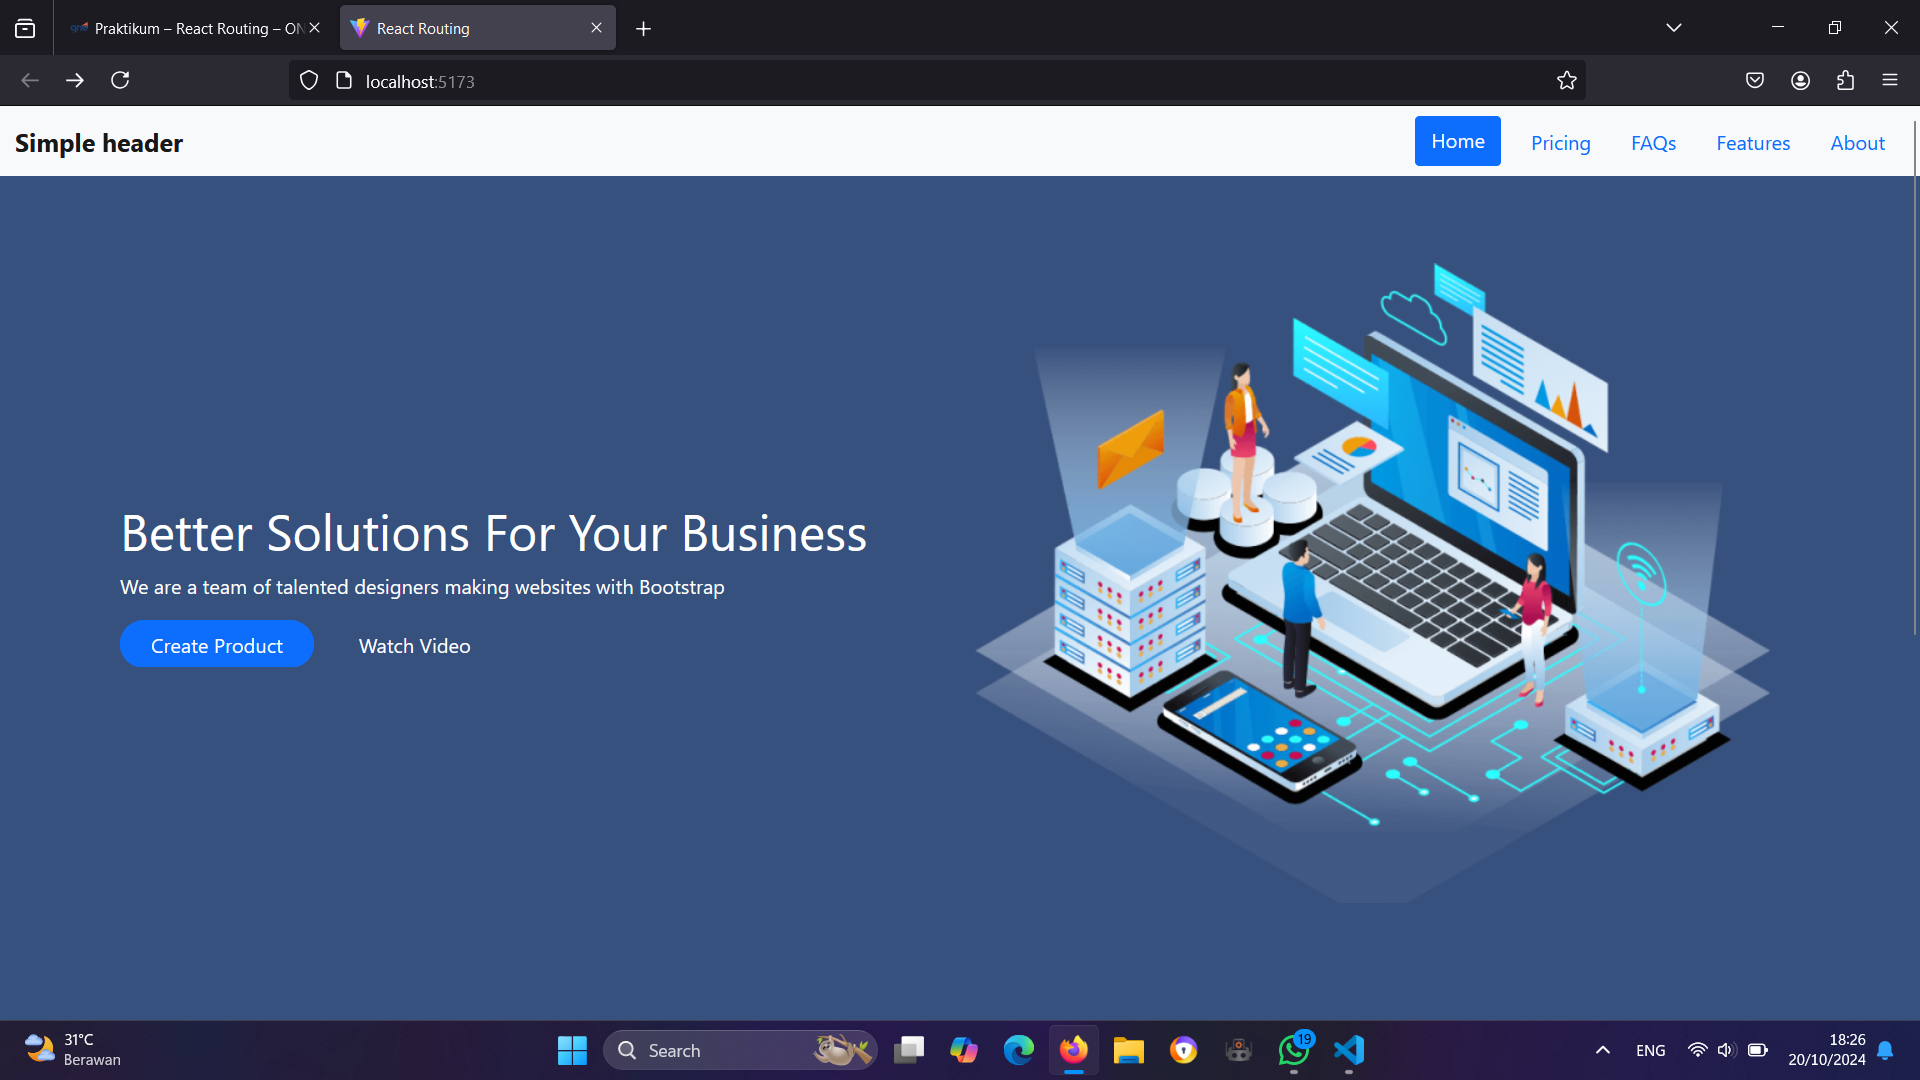 Praktikum – React Routing – ON
React Routing
localhost:5173
Simple header
Home
Pricing
FAQs
Features
About
Better Solutions For Your Business
We are a team of talented designers making websites with Bootstrap
Create Product
Watch Video
31°C
Berawan
Search
19
ENG
18:26
20/10/2024